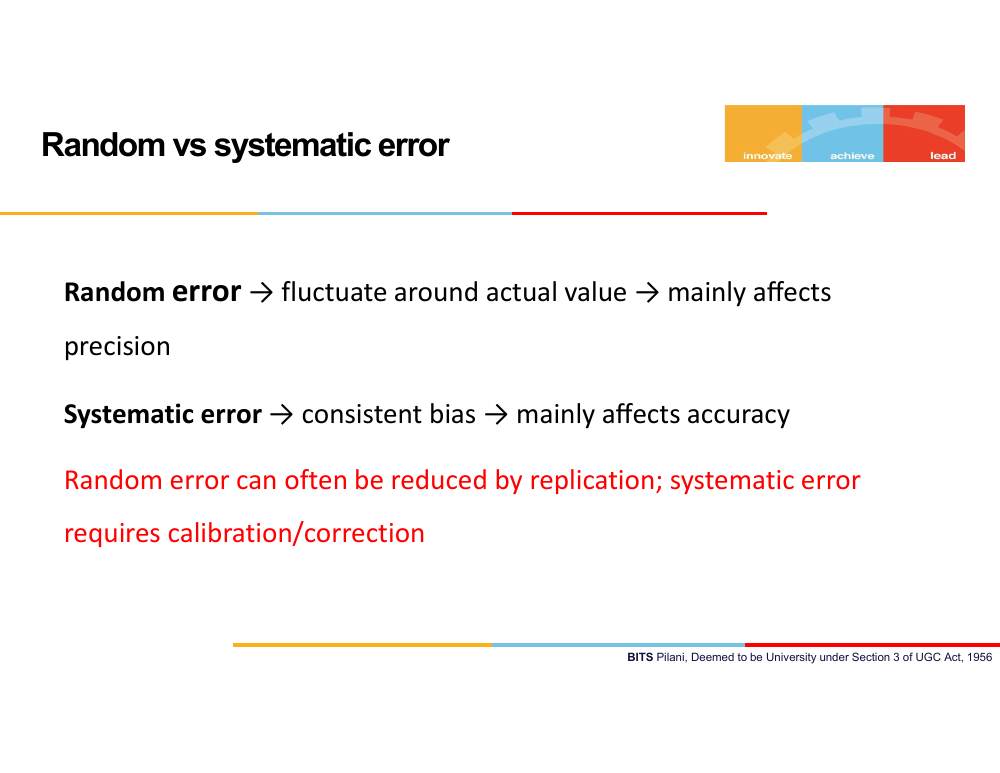 Random vs systematic error
innovate achieve lead
Random error → fluctuate around actual value → mainly affects
precision
Systematic error → consistent bias → mainly affects accuracy
Random error can often be reduced by replication; systematic error
requires calibration/correction
BITS Pilani, Deemed to be University under Section 3 of UGC Act, 1956